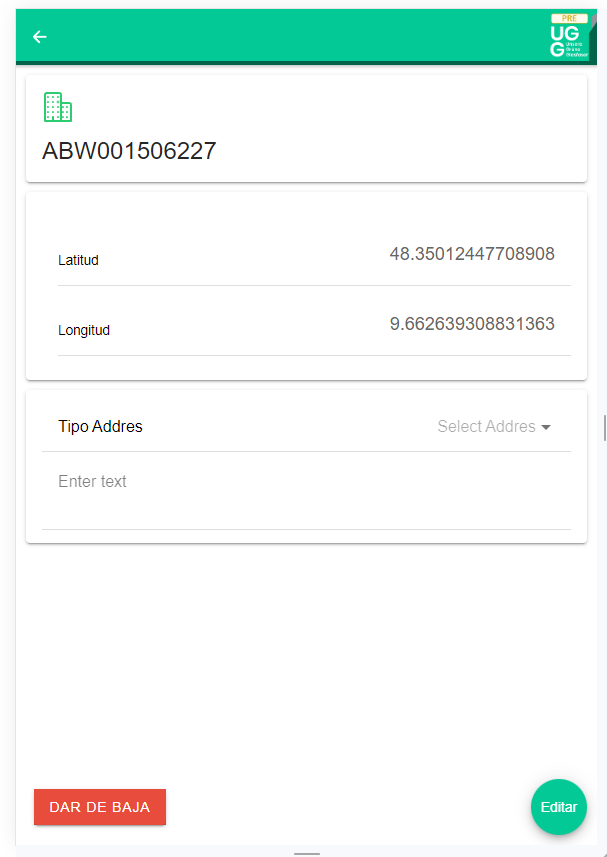 PRE
UG
G
ABW001506227
Latitud 48.35012447708908
Longitud 9.662639308831363
Tipo Addres Select Addres
Enter text
DAR DE BAJA Editar